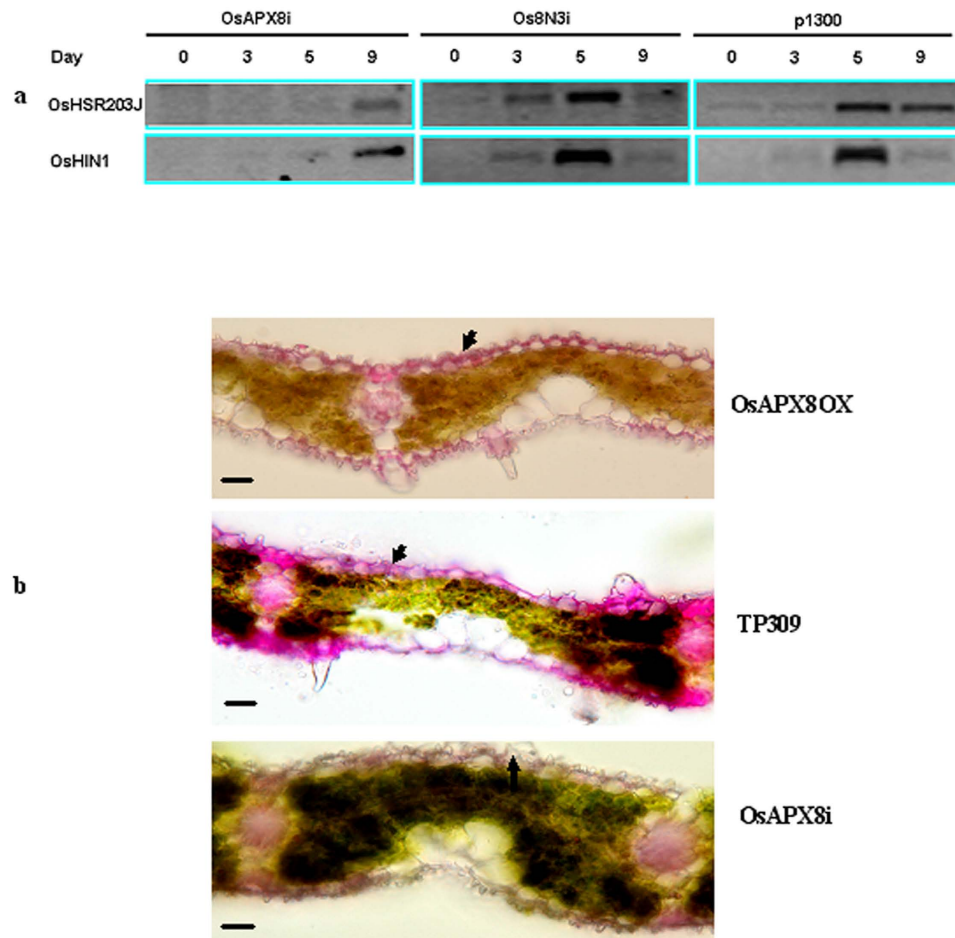 OsAPX8i Os8N3i p1300
Day 0 3 5 9 0 3 5 9 0 3 5 9
a
OsHSR203J
OsHIN1
OsAPX8OX
b
TP309
OsAPX8i